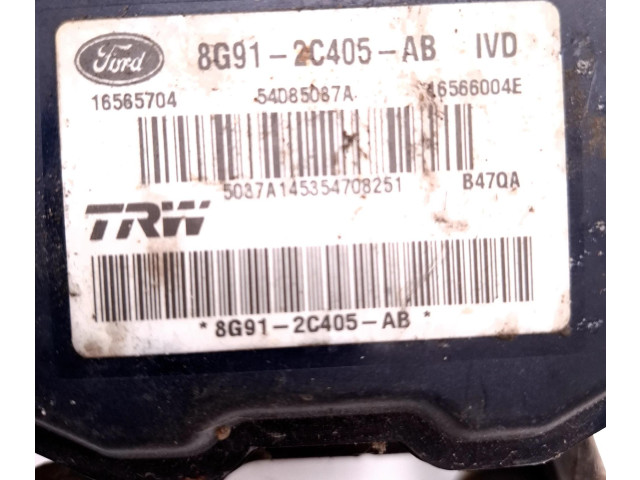 Ford 8G91-2C405-AB IVD
16565704 54085087A 16566004E
5037A145354708251 B47QA
TRW
*8G91-2C405-AB*